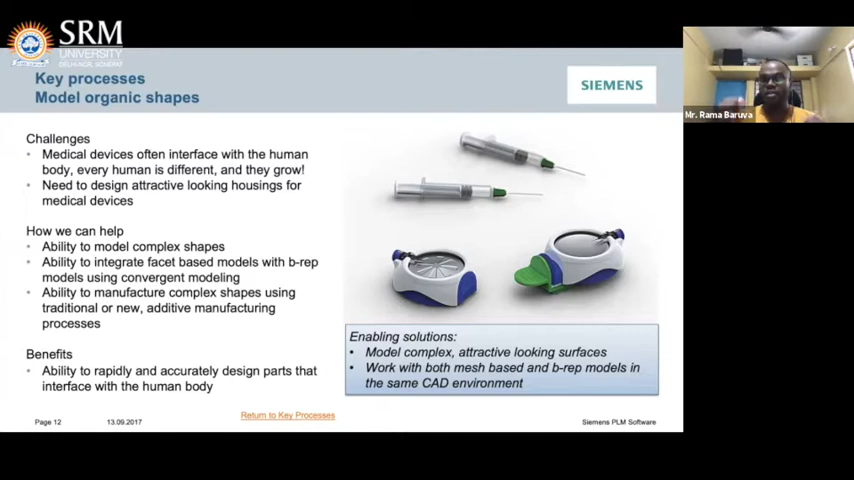 SRM
UNIVERSITY
DELHI-NCR, SONEPAT
Key processes
Model organic shapes
SIEMENS
Mr. Rama Baruva
Challenges
• Medical devices often interface with the human
body, every human is different, and they grow!
• Need to design attractive looking housings for
medical devices
How we can help
• Ability to model complex shapes
• Ability to integrate facet based models with b-rep
models using convergent modeling
• Ability to manufacture complex shapes using
traditional or new, additive manufacturing
processes
Benefits
• Ability to rapidly and accurately design parts that
interface with the human body
Enabling solutions:
• Model complex, attractive looking surfaces
• Work with both mesh based and b-rep models in
the same CAD environment
Return to Key Processes
Page 12
13.09.2017
Siemens PLM Software